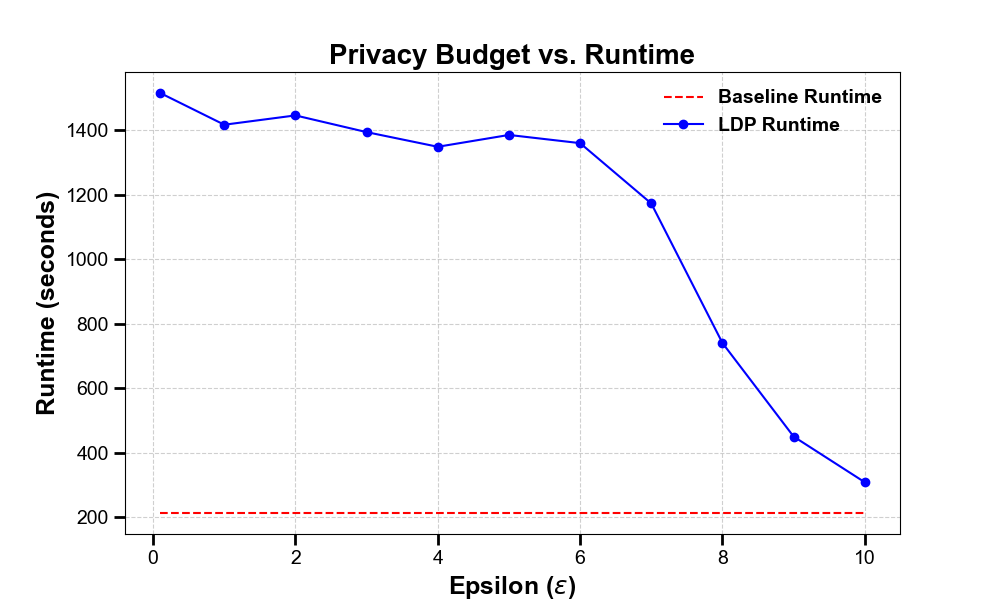 Privacy Budget vs. Runtime
Baseline Runtime
LDP Runtime
Runtime (seconds)
1400
1200
1000
800
600
400
200
0 2 4 6 8 10
Epsilon (ε)